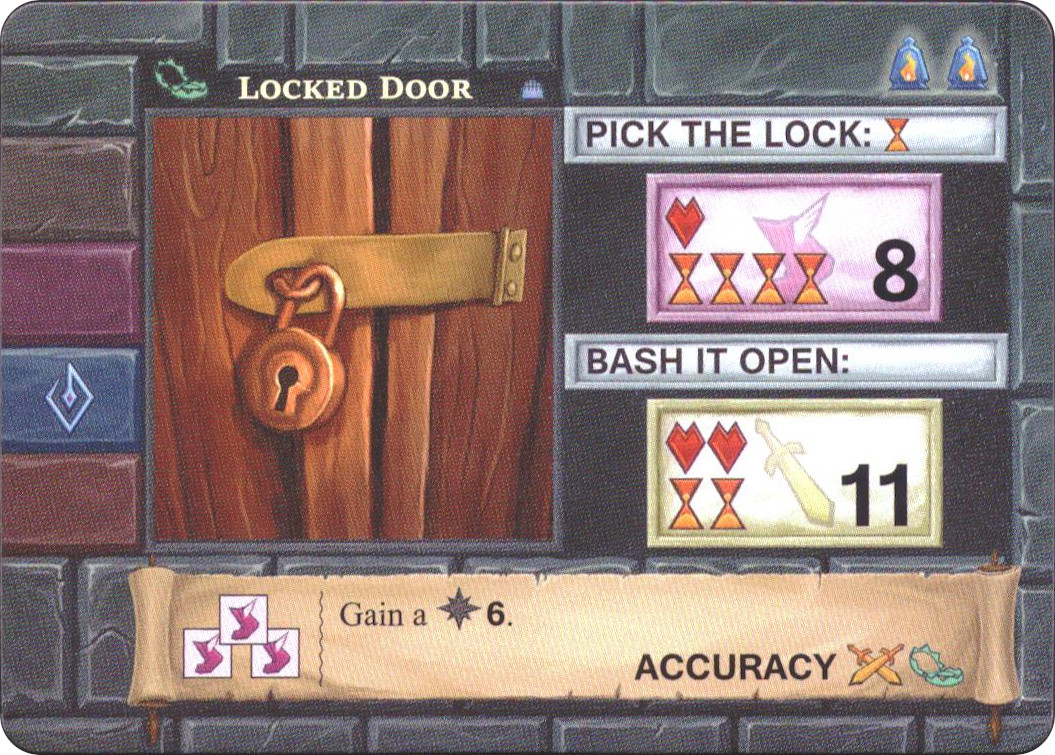 LOCKED DOOR
PICK THE LOCK:
8
BASH IT OPEN:
11
Gain a 6.
ACCURACY